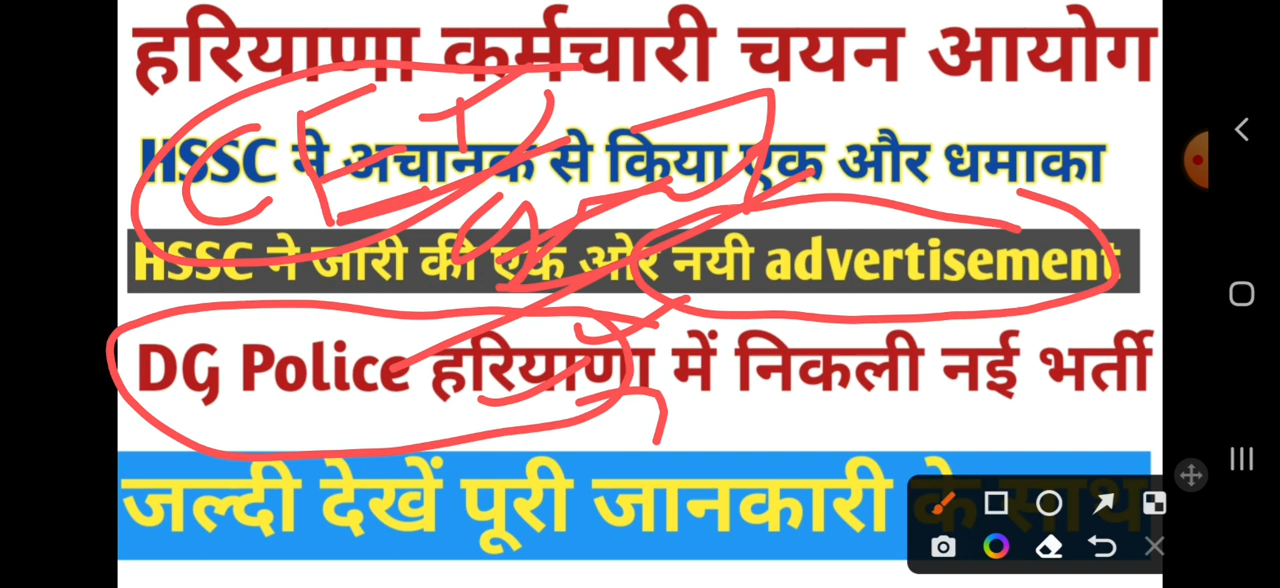 हरियाणा कर्मचारी चयन आयोग
HSSC ने अचानक से किया एक और धमाका
HSSC ने जारी की एक ओर नयी advertisement
DG Police हरियाणा में निकली नई भर्ती
जल्दी देखें पूरी जानकारी के साथ